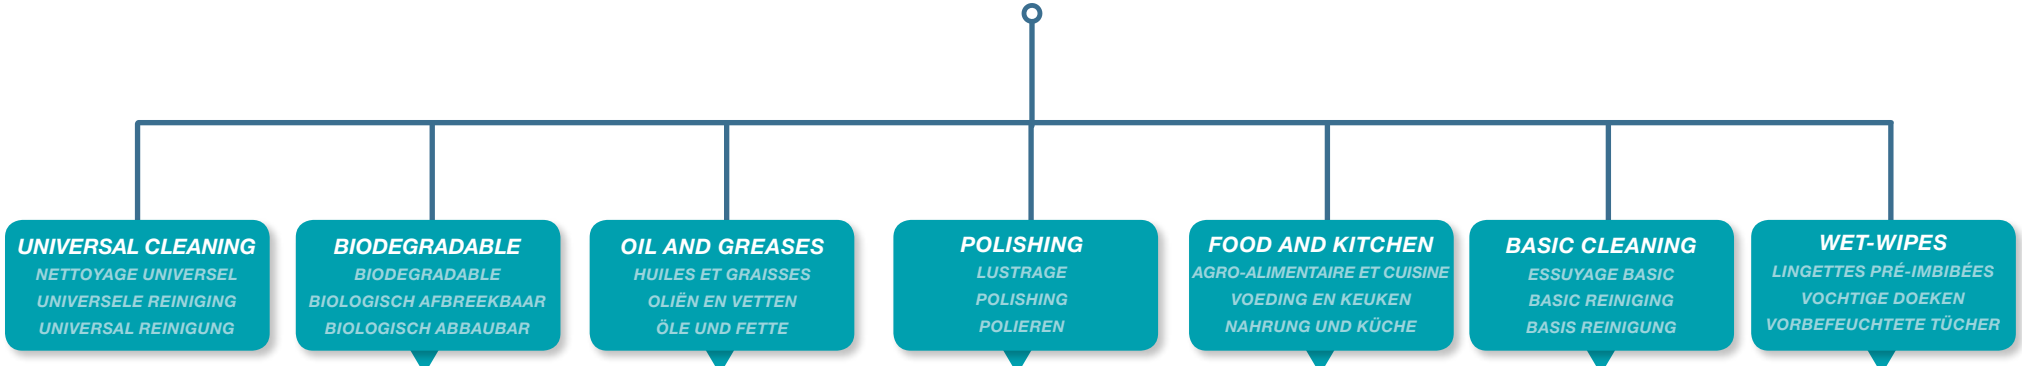 UNIVERSAL CLEANING
NETTOYAGE UNIVERSEL
UNIVERSELE REINIGING
UNIVERSAL REINIGUNG
BIODEGRADABLE
BIODEGRADABLE
BIOLOGISCH AFBREEKBAAR
BIOLOGISCH ABBAUBAR
OIL AND GREASES
HUILES ET GRAISSES
OLIËN EN VETTEN
ÖLE UND FETTE
POLISHING
LUSTRAGE
POLISHING
POLIEREN
FOOD AND KITCHEN
AGRO-ALIMENTAIRE ET CUISINE
VOEDING EN KEUKEN
NAHRUNG UND KÜCHE
BASIC CLEANING
ESSUYAGE BASIC
BASIC REINIGING
BASIS REINIGUNG
WET-WIPES
LINGETTES PRÉ-IMBIBÉES
VOCHTIGE DOEKEN
VORBEFEUCHTETE TÜCHER